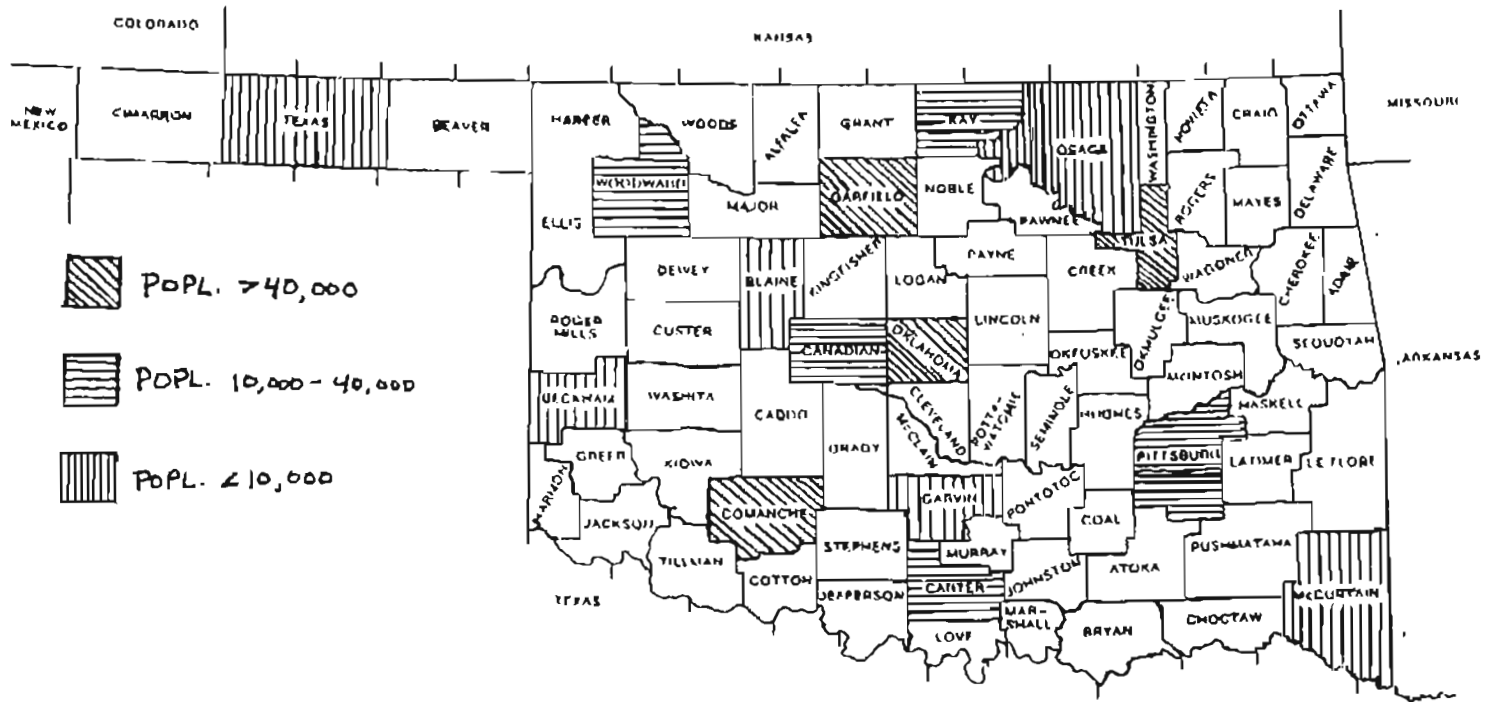 COLORADO
KANSAS
NEW MEXICO
CIMARRON
TEXAS
BEAVER
HARPER
WOODS
ALFALFA
GRANT
KAY
OSAGE
WASHINGTON
NOWATA
CRAIG
OTTAWA
MISSOURI
WOODWARD
ELLIS
MAJOR
GARFIELD
NOBLE
PAWNEE
ROGERS
MAYES
DELAWARE
TULSA
POPL. >40,000
DEWEY
BLAINE
KINGFISHER
LOGAN
PAYNE
CREEK
WAGONER
CHEROKEE
ADAIR
ROGER MILLS
CUSTER
CANADIAN
OKLAHOMA
LINCOLN
OKFUSKEE
OKMULGEE
MUSKOGEE
SEQUOYAH
ARKANSAS
POPL. 10,000-40,000
BECKHAM
WASHITA
CADDO
GRADY
CLEVELAND
McCLAIN
POTTA-WATOMIE
SEMINOLE
HUGHES
McINTOSH
HASKELL
PITTSBURG
LATIMER
LE FLORE
POPL. <10,000
GREER
KIOWA
HARMON
JACKSON
COMANCHE
GARVIN
PONTOTOC
COAL
STEPHENS
MURRAY
PUSHMATAHA
TILLMAN
COTTON
JEFFERSON
CARTER
JOHNSTON
ATOKA
McCURTAIN
TEXAS
LOVE
MAR-SHALL
BRYAN
CHOCTAW